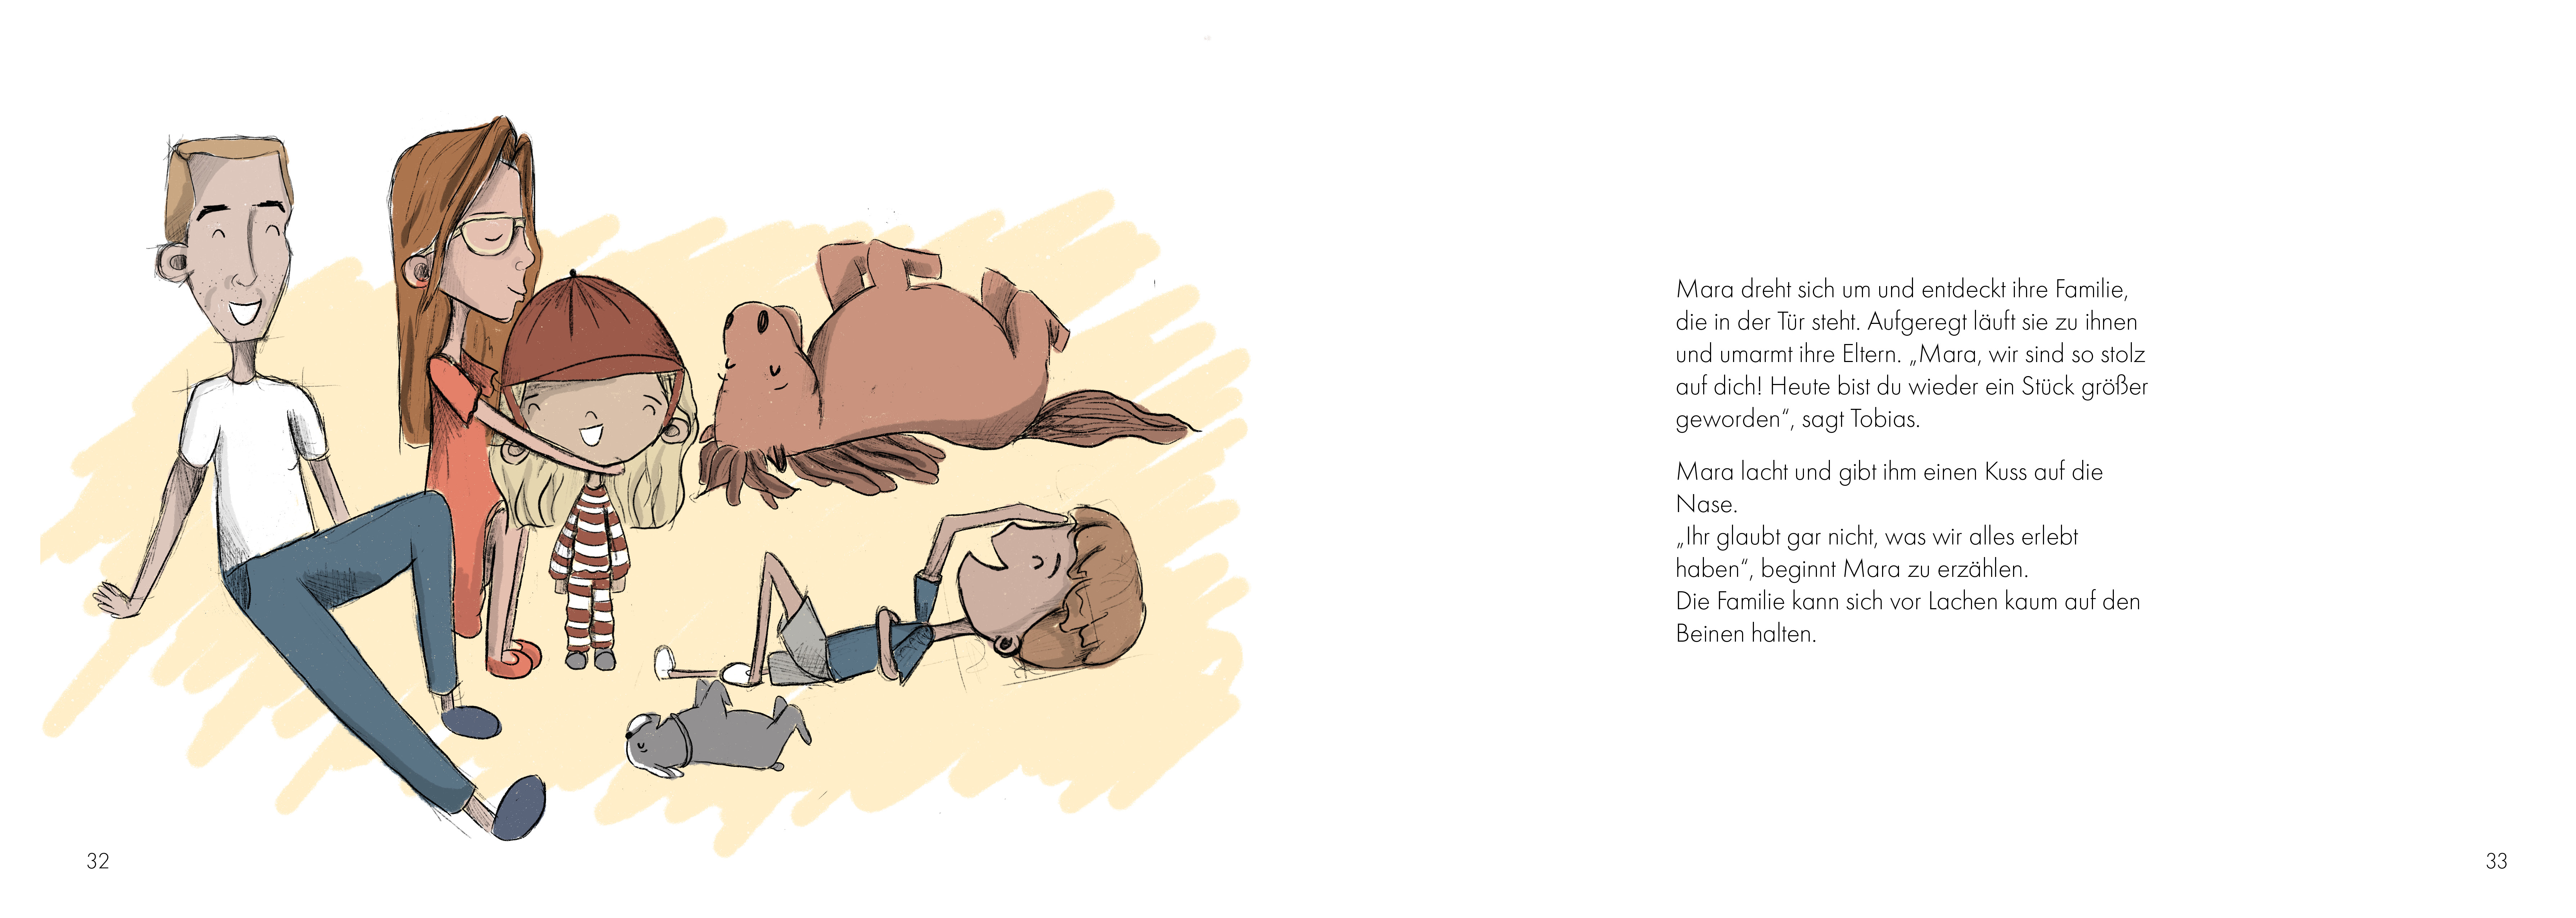 Mara dreht sich um und entdeckt ihre Familie,
die in der Tür steht. Aufgeregt läuft sie zu ihnen
und umarmt ihre Eltern. „Mara, wir sind so stolz
auf dich! Heute bist du wieder ein Stück größer
geworden“, sagt Tobias.
Mara lacht und gibt ihm einen Kuss auf die
Nase.
„Ihr glaubt gar nicht, was wir alles erlebt
haben“, beginnt Mara zu erzählen.
Die Familie kann sich vor Lachen kaum auf den
Beinen halten.
32
33